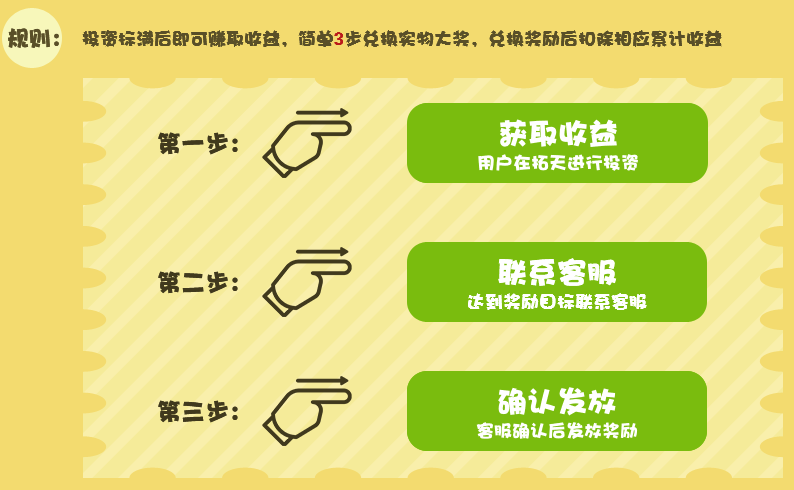 规则：
投资标满后即可赚取收益，简单3步兑换实物大奖，兑换奖励后扣除相应累计收益
第一步：
获取收益
用户在拓天进行投资
第二步：
联系客服
达到奖励目标联系客服
第三步：
确认发放
客服确认后发放奖励